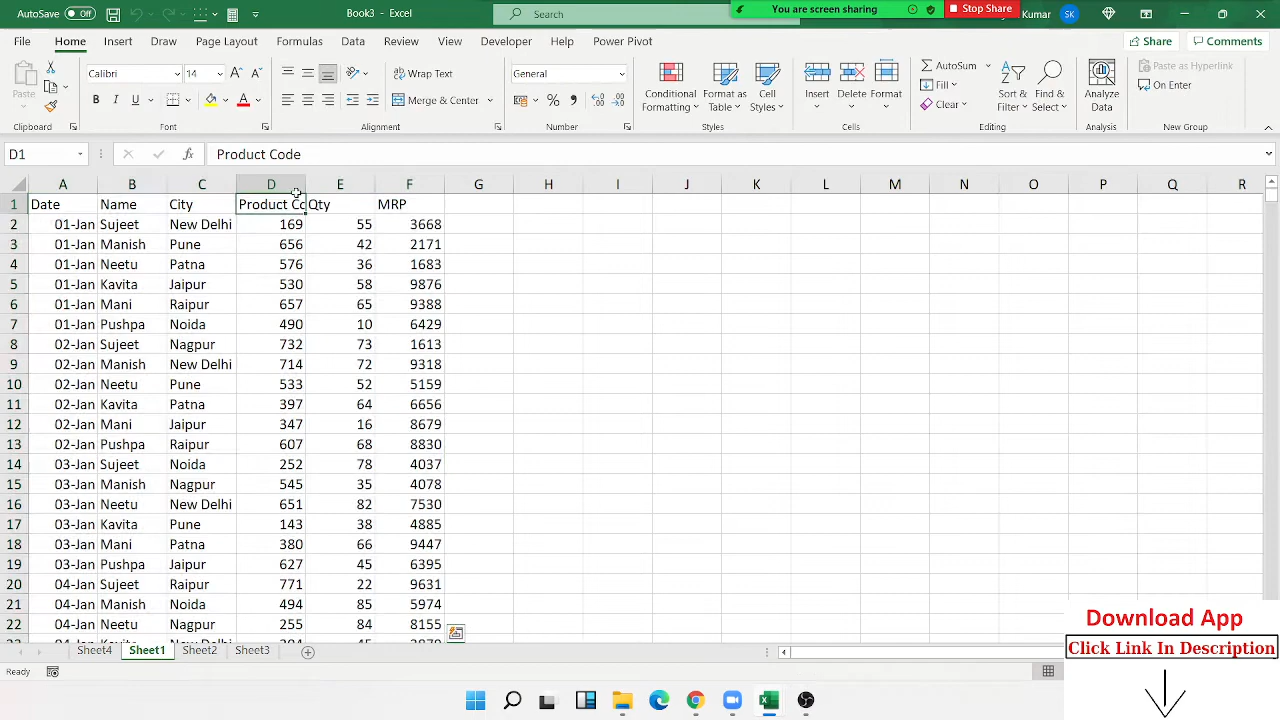 AutoSave Off Book1 - Excel Search You are screen sharing Stop Share Kumar SK
File Home Insert Draw Page Layout Formulas Data Review View Developer Help Power Pivot Share Comments
Paste Calibri 14 Wrap Text General Conditional Formatting Format as Table Cell Styles Insert Delete Format AutoSum Sort & Filter Find & Select Analyze Data Paste as Hyperlink
Fill On Enter
B I U Merge & Center Clear
Clipboard Font Alignment Number Styles Cells Editing Analysis New Group
D1 fx Product Code
A B C D E F G H I J K L M N O P Q R
1 Date Name City Product Co Qty MRP
2 01-Jan Sujeet New Delhi 169 55 3668
3 01-Jan Manish Pune 656 42 2171
4 01-Jan Neetu Patna 576 36 1683
5 01-Jan Kavita Jaipur 530 58 9876
6 01-Jan Mani Raipur 657 65 9388
7 01-Jan Pushpa Noida 490 10 6429
8 02-Jan Sujeet Nagpur 732 73 1613
9 02-Jan Manish New Delhi 714 72 9318
10 02-Jan Neetu Pune 533 52 5159
11 02-Jan Kavita Patna 397 64 6656
12 02-Jan Mani Jaipur 347 16 8679
13 02-Jan Pushpa Raipur 607 68 8830
14 03-Jan Sujeet Noida 252 78 4037
15 03-Jan Manish Nagpur 545 35 4078
16 03-Jan Neetu New Delhi 651 82 7530
17 03-Jan Kavita Pune 143 38 4885
18 03-Jan Mani Patna 380 66 9447
19 03-Jan Pushpa Jaipur 627 45 6395
20 04-Jan Sujeet Raipur 771 22 9631
21 04-Jan Manish Noida 494 85 5974
22 04-Jan Neetu Nagpur 255 84 8155
Sheet4 Sheet1 Sheet2 Sheet3
Ready
Download App
Click Link In Description